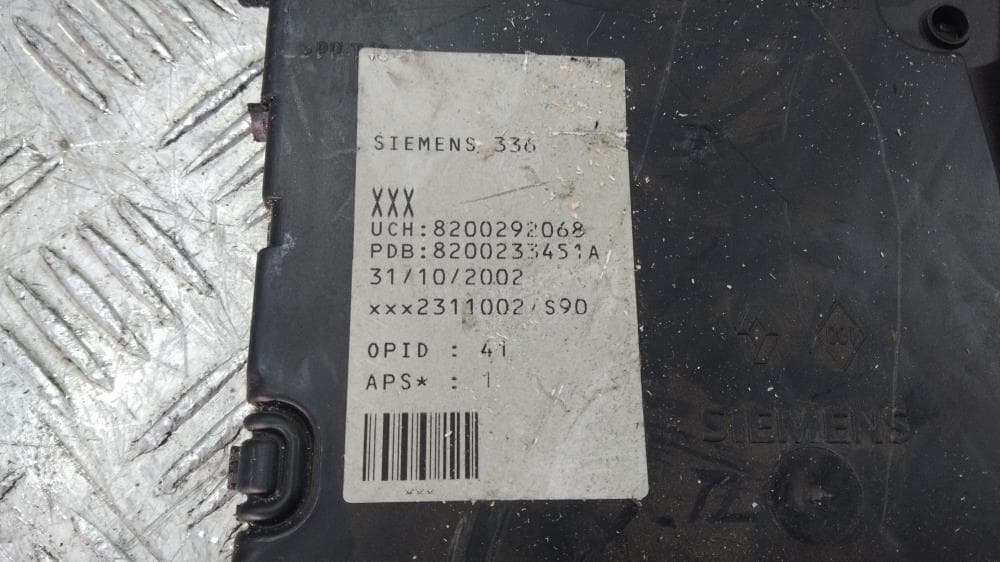 SIEMENS 336
XXX
UCH:8200292068
PDB:8200233451A
31/10/2002
xxx2311002/S90
OPID : 41
APS* : 1
SIEMENS